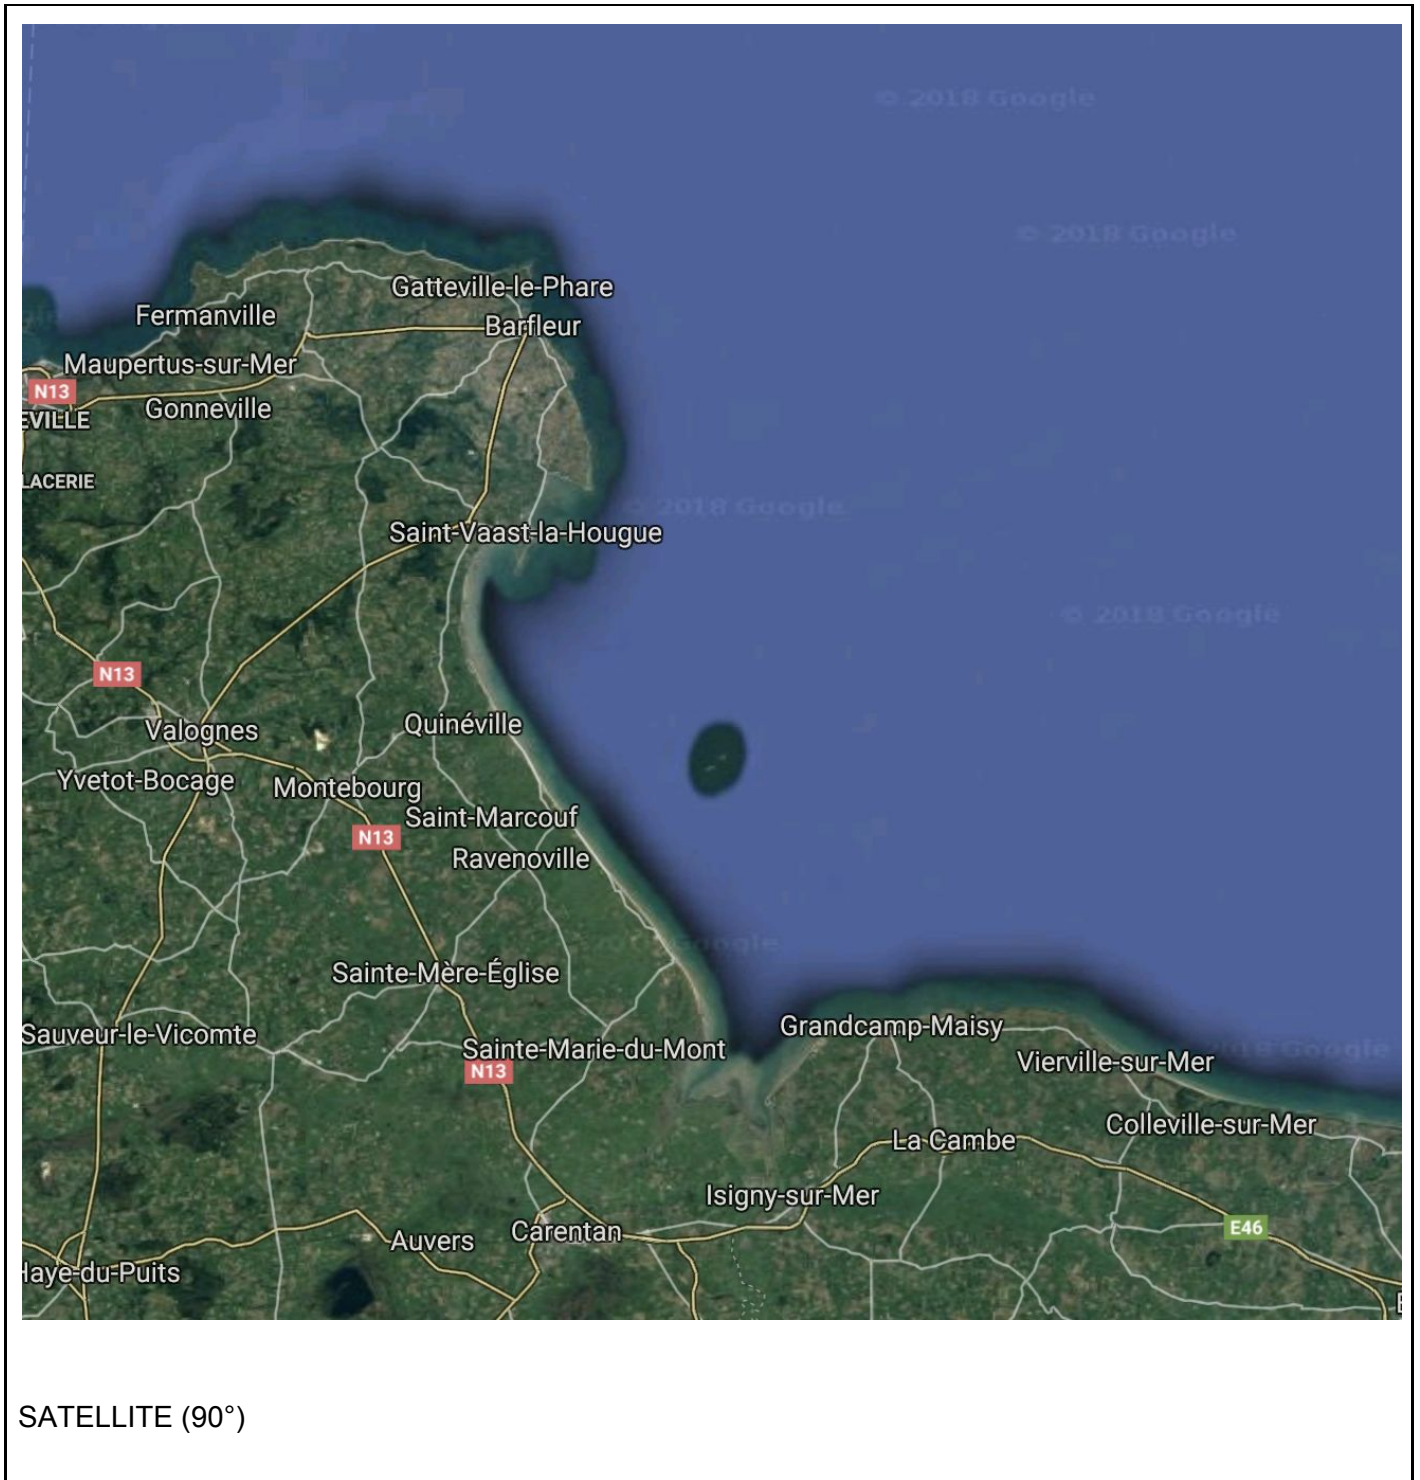 © 2018 Google
© 2018 Google
Gatteville-le-Phare
Fermanville
Barfleur
Maupertus-sur-Mer
N13
EVILLE
Gonneville
LACERIE
© 2018 Google
Saint-Vaast-la-Hougue
© 2018 Google
N13
Quinéville
Valognes
Yvetot-Bocage
Montebourg
Saint-Marcouf
N13
Ravenoville
Google
Sainte-Mère-Église
Grandcamp-Maisy
Sauveur-le-Vicomte
Sainte-Marie-du-Mont
2018 Google
Vierville-sur-Mer
N13
Colleville-sur-Mer
La Cambe
Isigny-sur-Mer
E46
Carentan
Auvers
Haye-du-Puits
SATELLITE (90°)